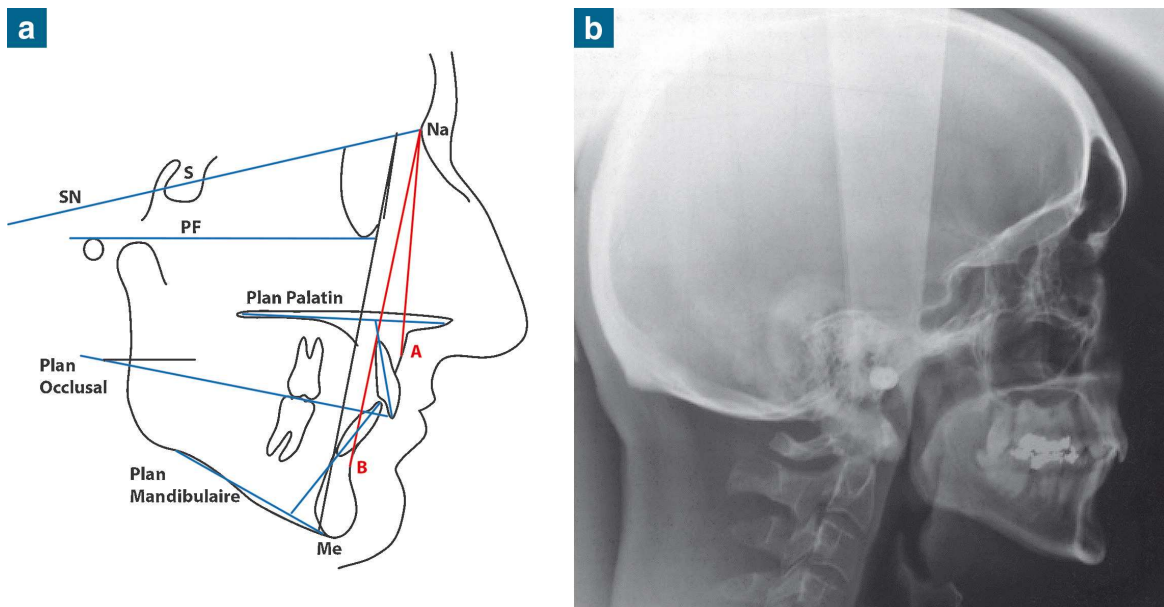 a
Na
S
SN
PF
Plan Palatin
A
Plan
Occlusal
B
Plan
Mandibulaire
Me
b